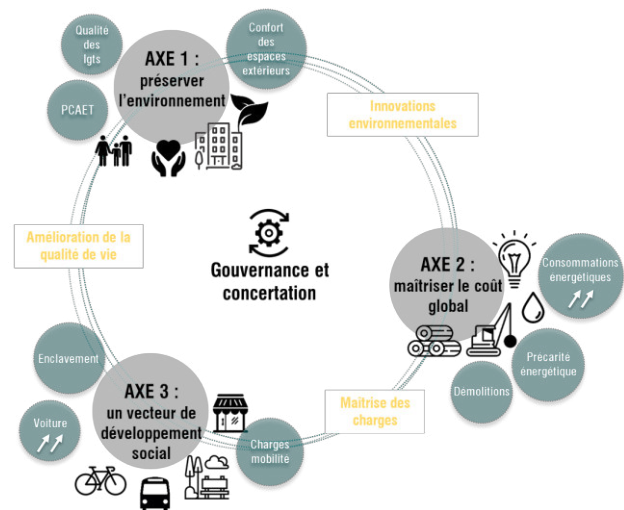 Qualité
des
lgts
AXE 1 :
préserver
l'environnement
Confort
des
espaces
extérieurs
PCAET
Innovations
environnementales
Amélioration de la
qualité de vie
Gouvernance et
concertation
AXE 2 :
maîtriser le coût
global
Consommations
énergétiques
Précarité
énergétique
Démolitions
Enclavement
AXE 3 :
un vecteur de
développement
social
Voiture
Maîtrise des
charges
Charges
mobilité